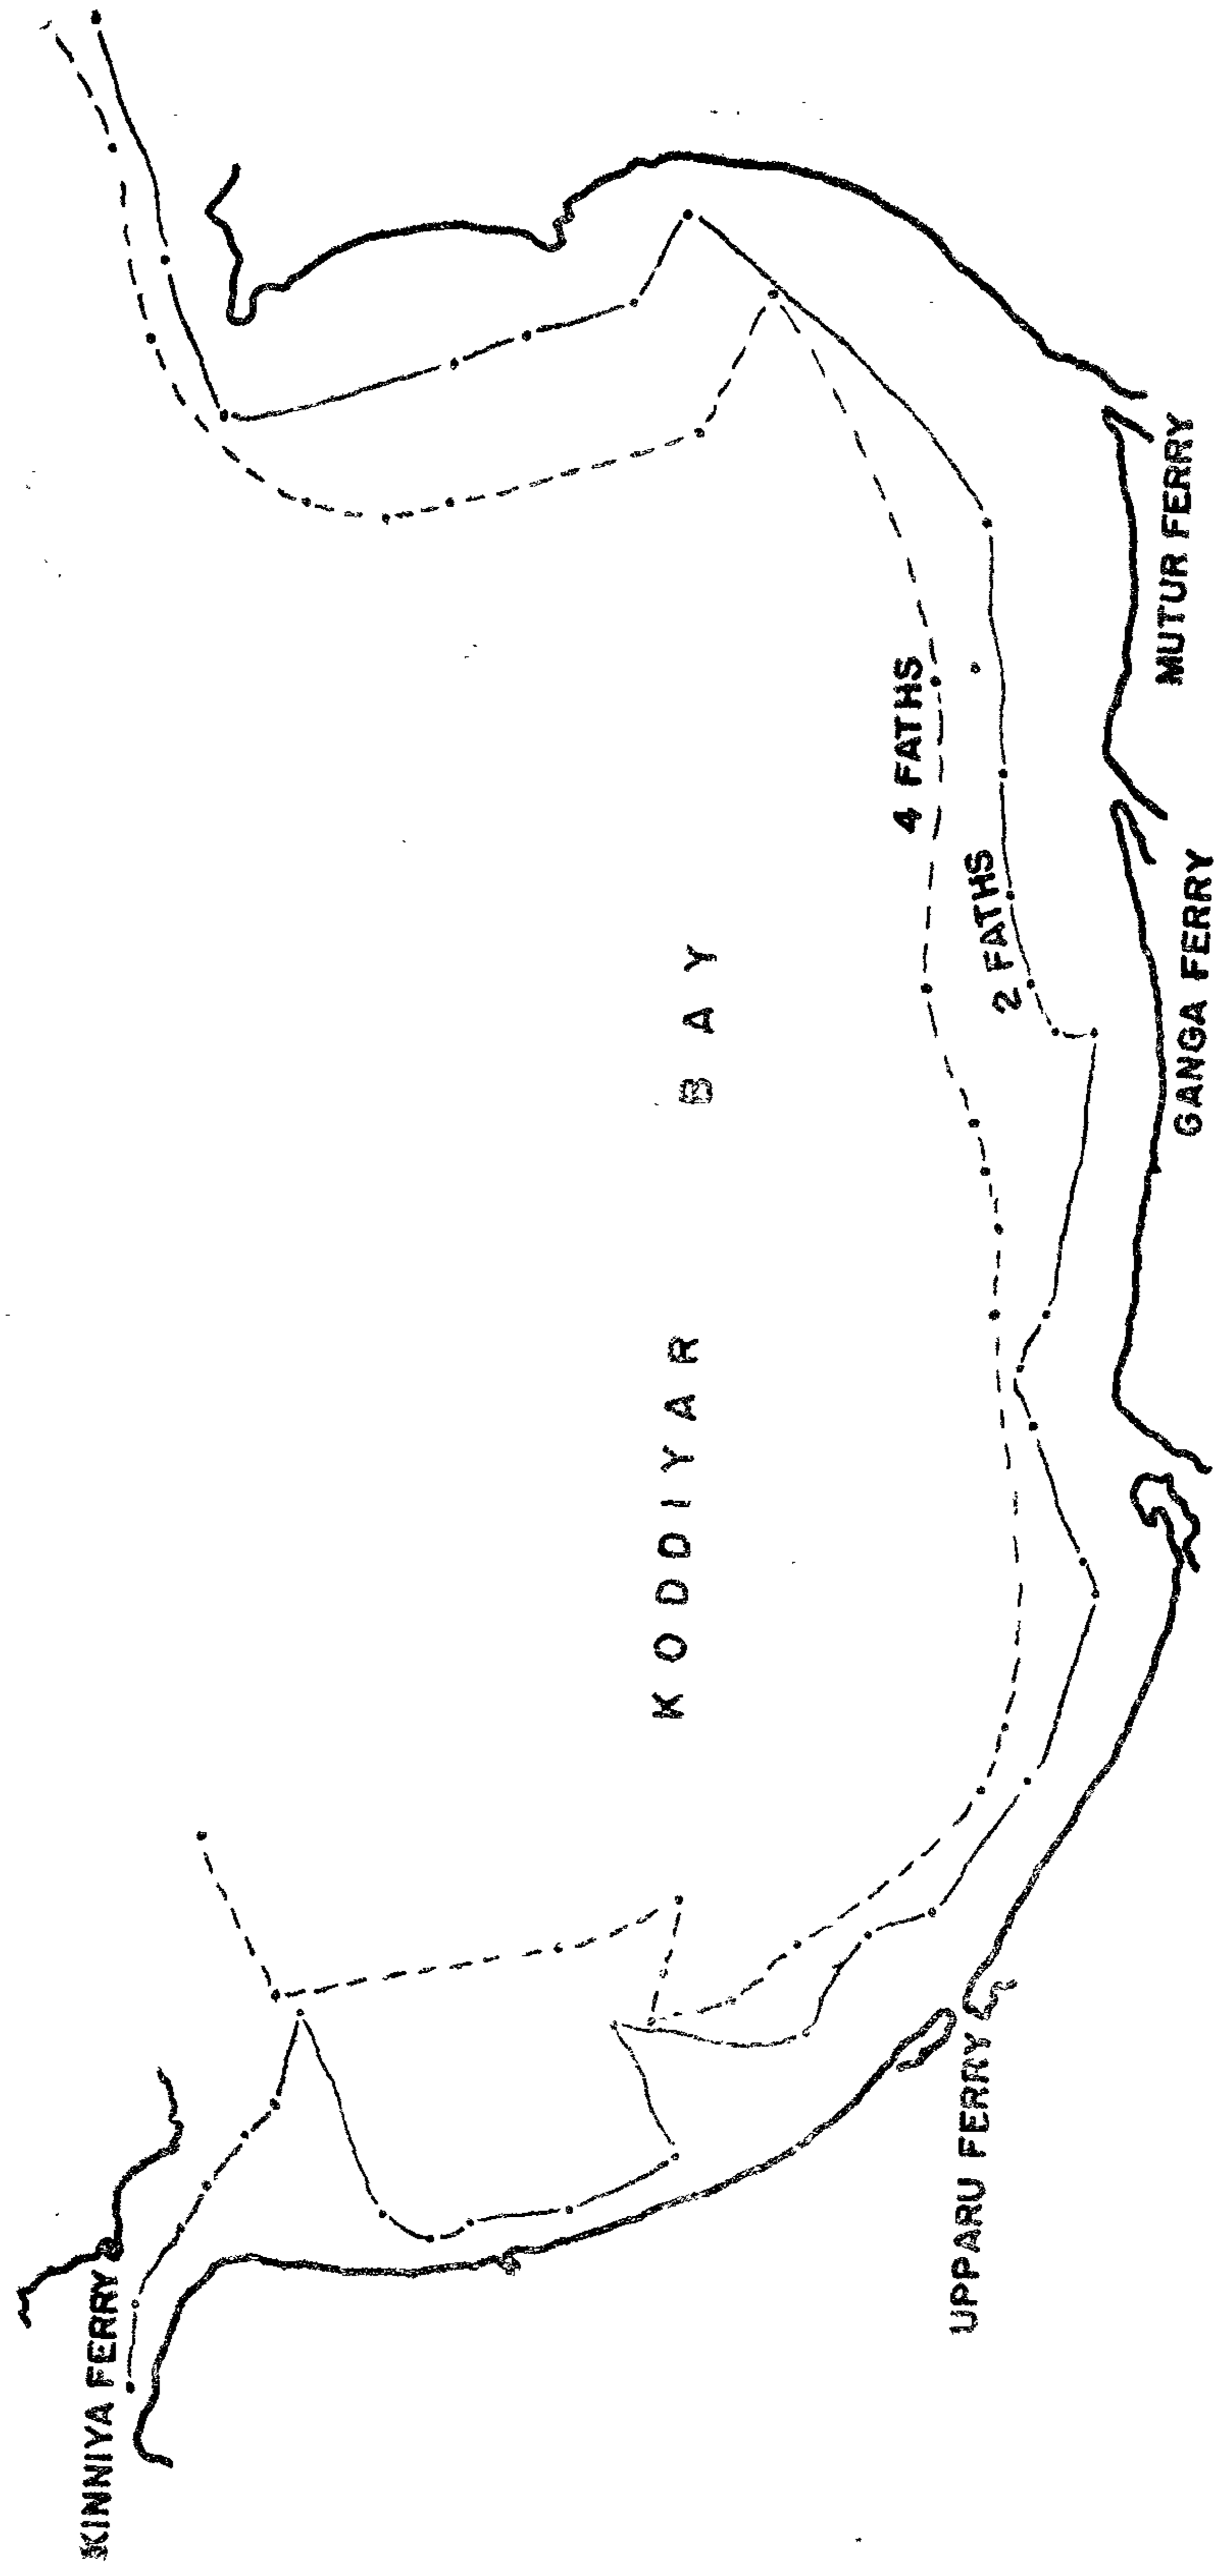 KINNIYA FERRY
KODDIYAR BAY
4 FATHS
2 FATHS
UPPARU FERRY
GANGA FERRY
MUTUR FERRY